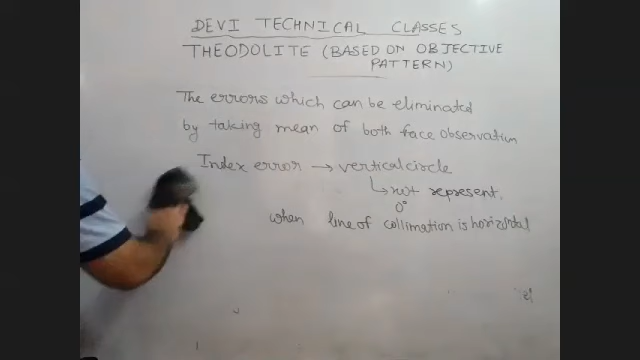 DEVI TECHNICAL CLASSES
THEODOLITE (BASED ON OBJECTIVE
PATTERN)
The errors which can be eliminated
by taking mean of both face observation
Index error → vertical circle
↳ not represent
0°
when line of collimation is horizontal